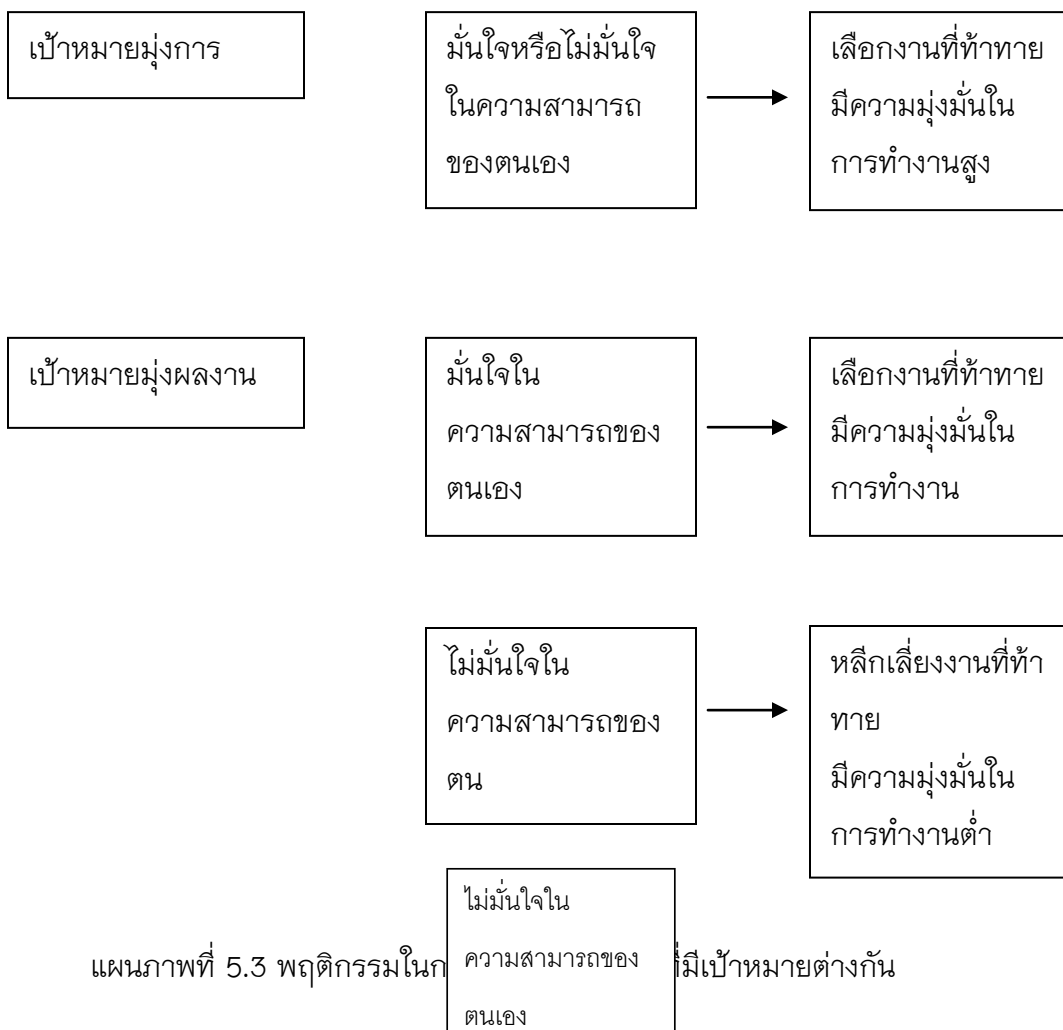 เป้าหมายมุ่งการ
มั่นใจหรือไม่มั่นใจ
ในความสามารถ
ของตนเอง
เลือกงานที่ท้าทาย
มีความมุ่งมั่นใน
การทำงานสูง
เป้าหมายมุ่งผลงาน
มั่นใจใน
ความสามารถของ
ตนเอง
เลือกงานที่ท้าทาย
มีความมุ่งมั่นใน
การทำงาน
ไม่มั่นใจใน
ความสามารถของ
ตน
หลีกเลี่ยงงานที่ท้า
ทาย
มีความมุ่งมั่นใน
การทำงานต่ำ
ไม่มั่นใจใน
ความสามารถของ
ตนเอง
แผนภาพที่ 5.3 พฤติกรรมใน มีเป้าหมายต่างกัน